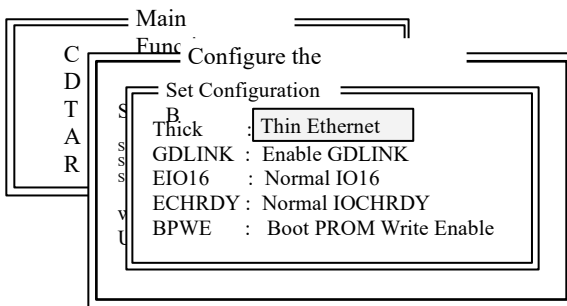 Main
Func
Configure the
C
D
T
A
R
Set Configuration
B
Thick : Thin Ethernet
GDLINK : Enable GDLINK
EIO16 : Normal IO16
ECHRDY : Normal IOCHRDY
BPWE : Boot PROM Write Enable
S
S
S
S
W
U